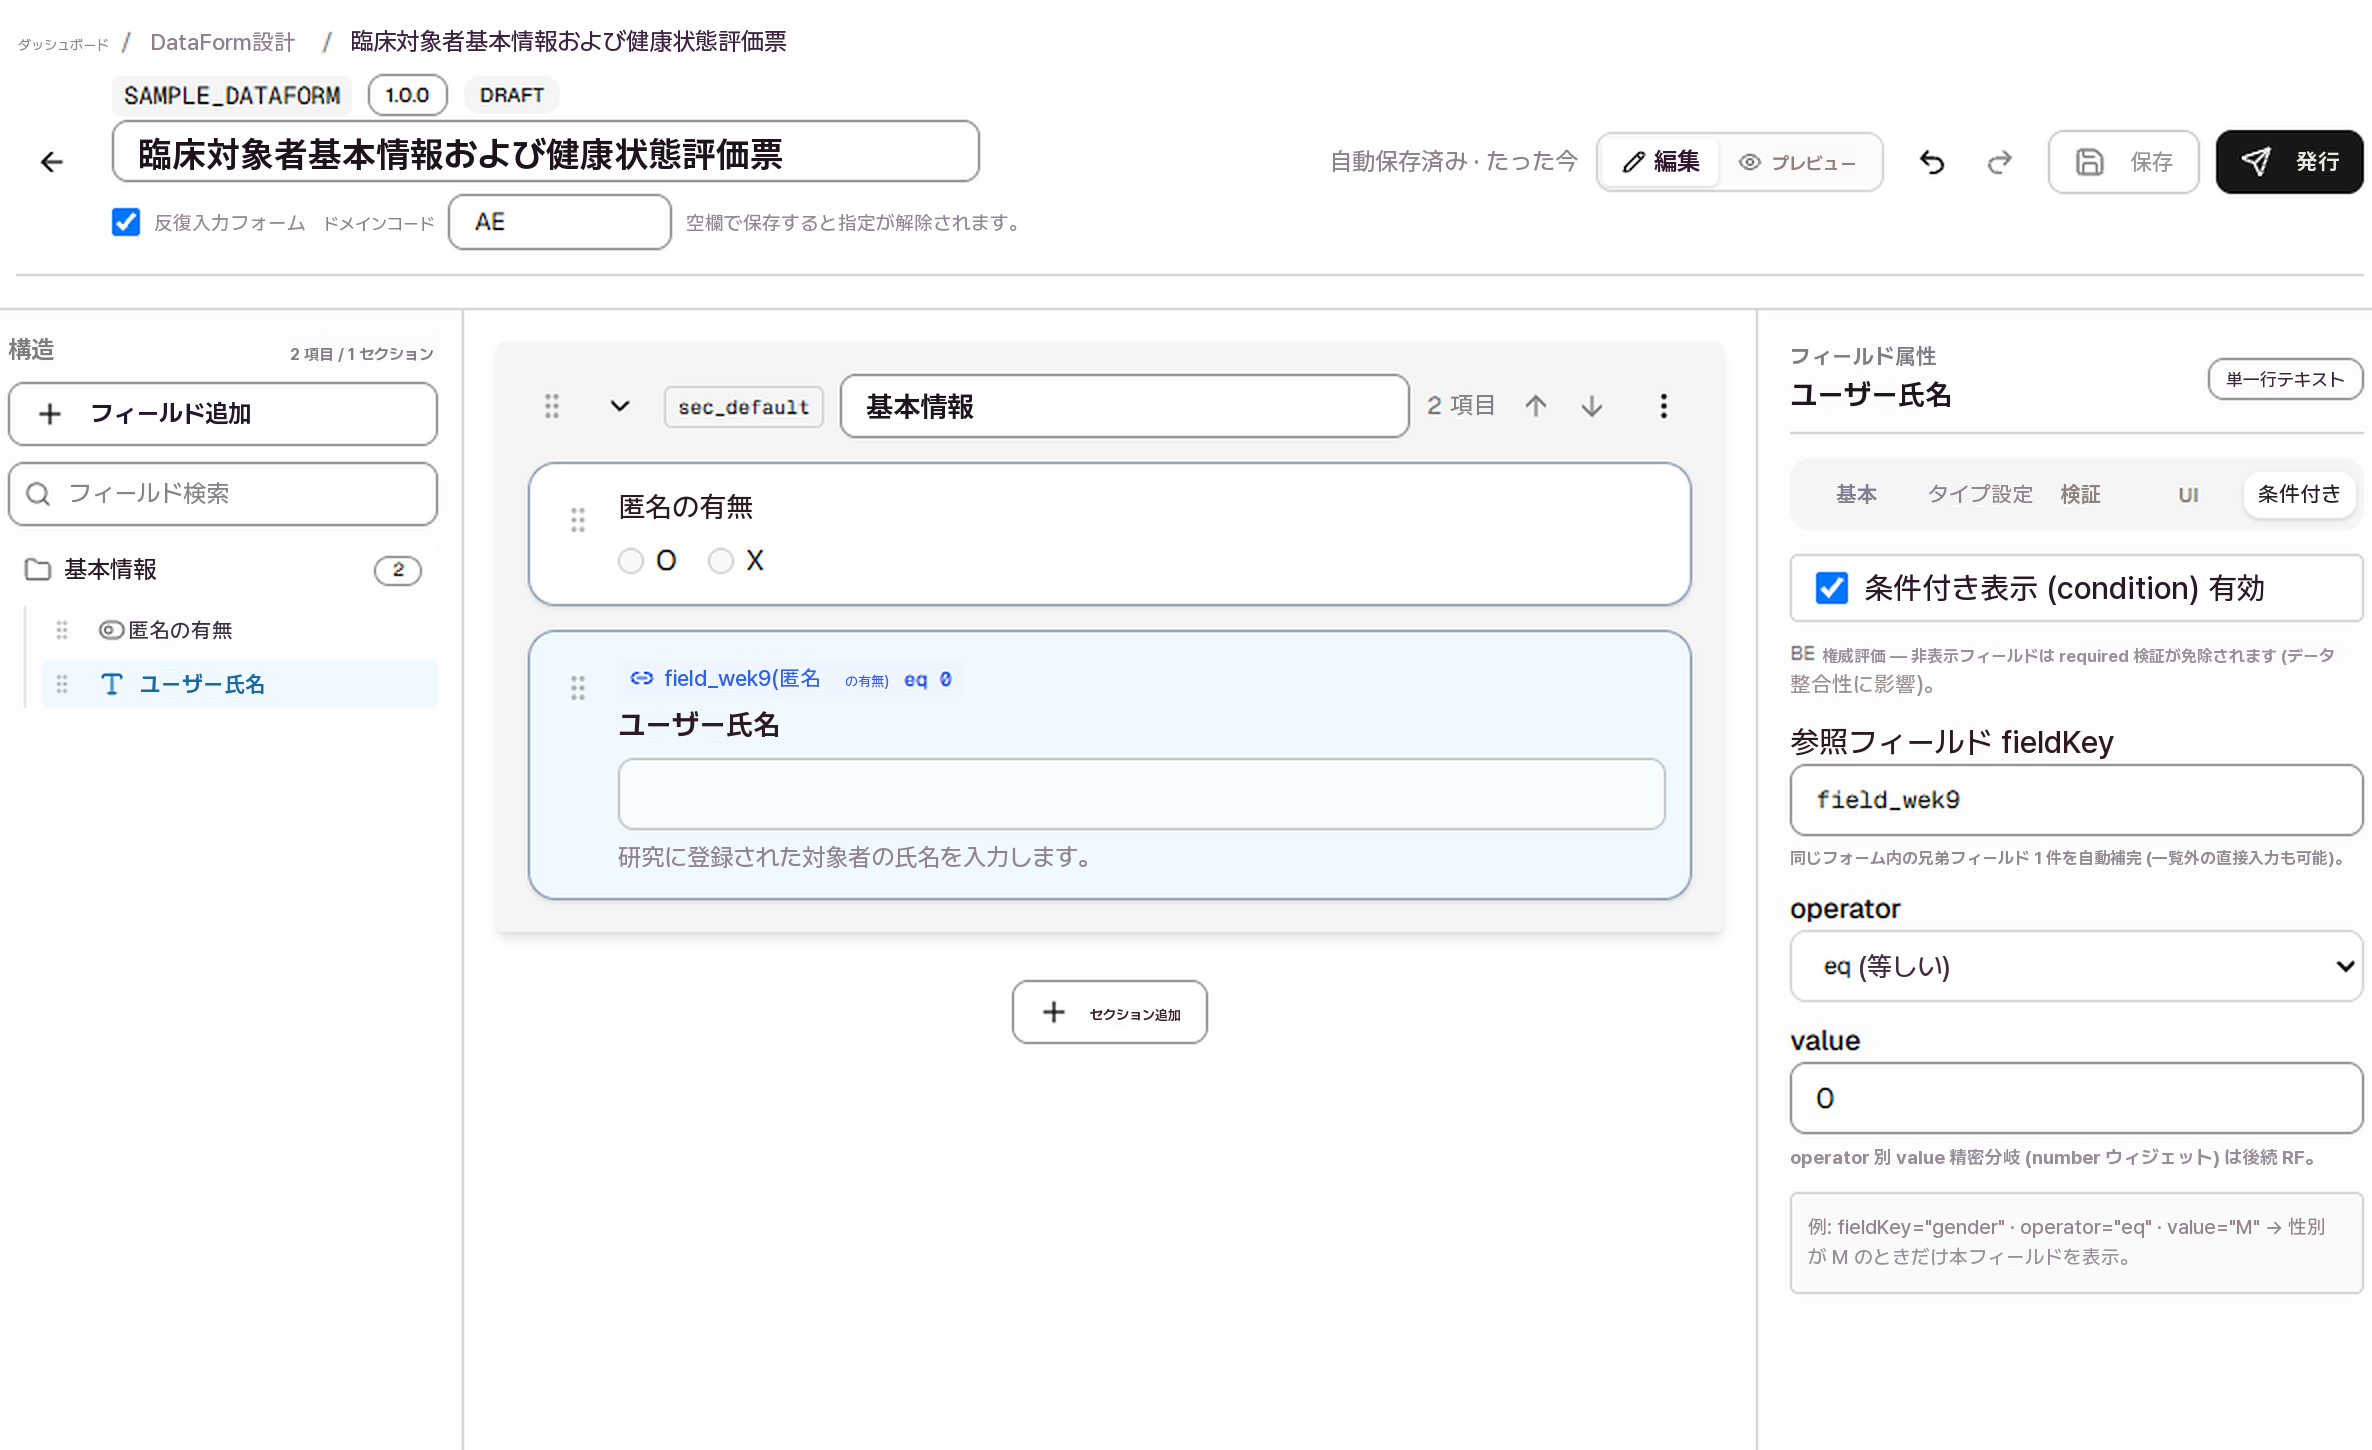 ダッシュボード / DataForm設計 / 臨床対象者基本情報および健康状態評価票
SAMPLE_DATAFORM 1.0.0 DRAFT
臨床対象者基本情報および健康状態評価票
自動保存済み · たった今 編集 プレビュー 保存 発行
反復入力フォーム ドメインコード AE 空欄で保存すると指定が解除されます。
構造 2 項目 / 1 セクション
フィールド追加
フィールド検索
基本情報 2
匿名の有無
ユーザー氏名
sec_default 基本情報 2 項目
匿名の有無
O X
field_wek9(匿名 の有無) eq O
ユーザー氏名
研究に登録された対象者の氏名を入力します。
セクション追加
フィールド属性
ユーザー氏名 単一行テキスト
基本 タイプ設定 検証 UI 条件付き
条件付き表示 (condition) 有効
BE 権威評価 — 非表示フィールドは required 検証が免除されます (データ
整合性に影響)。
参照フィールド fieldKey
field_wek9
同じフォーム内の兄弟フィールド 1 件を自動補完 (一覧外の直接入力も可能)。
operator
eq (等しい)
value
O
operator 別 value 精密分岐 (number ウィジェット) は後続 RF。
例: fieldKey="gender" · operator="eq" · value="M" → 性別
が M のときだけ本フィールドを表示。